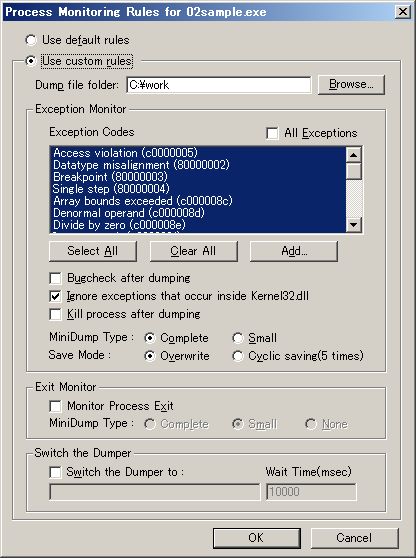 Process Monitoring Rules for 02sample.exe
Use default rules
Use custom rules
Dump file folder: C:¥work Browse...
Exception Monitor
Exception Codes All Exceptions
Access violation (c0000005)
Datatype misalignment (80000002)
Breakpoint (80000003)
Single step (80000004)
Array bounds exceeded (c000008c)
Denormal operand (c000008d)
Divide by zero (c000008e)
Select All Clear All Add...
Bugcheck after dumping
Ignore exceptions that occur inside Kernel32.dll
Kill process after dumping
MiniDump Type : Complete Small
Save Mode : Overwrite Cyclic saving(5 times)
Exit Monitor
Monitor Process Exit
MiniDump Type : Complete Small None
Switch the Dumper
Switch the Dumper to : Wait Time(msec)
10000
OK Cancel